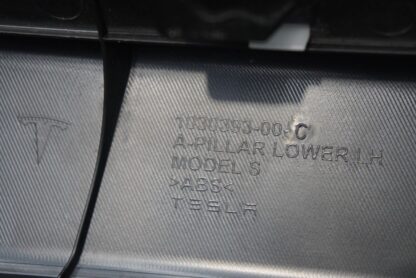 1030393-00-C
A-PILLAR LOWER LH
MODEL S
>ABS<
TESLA